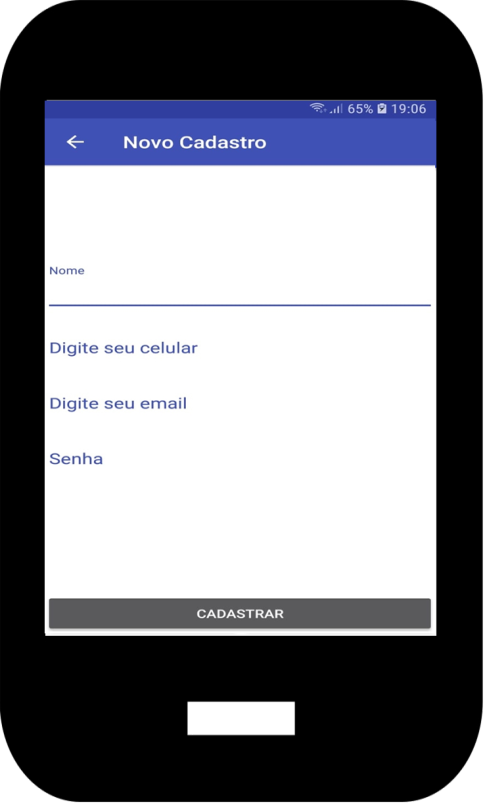 65% 19:06
Novo Cadastro
Nome
Digite seu celular
Digite seu email
Senha
CADASTRAR